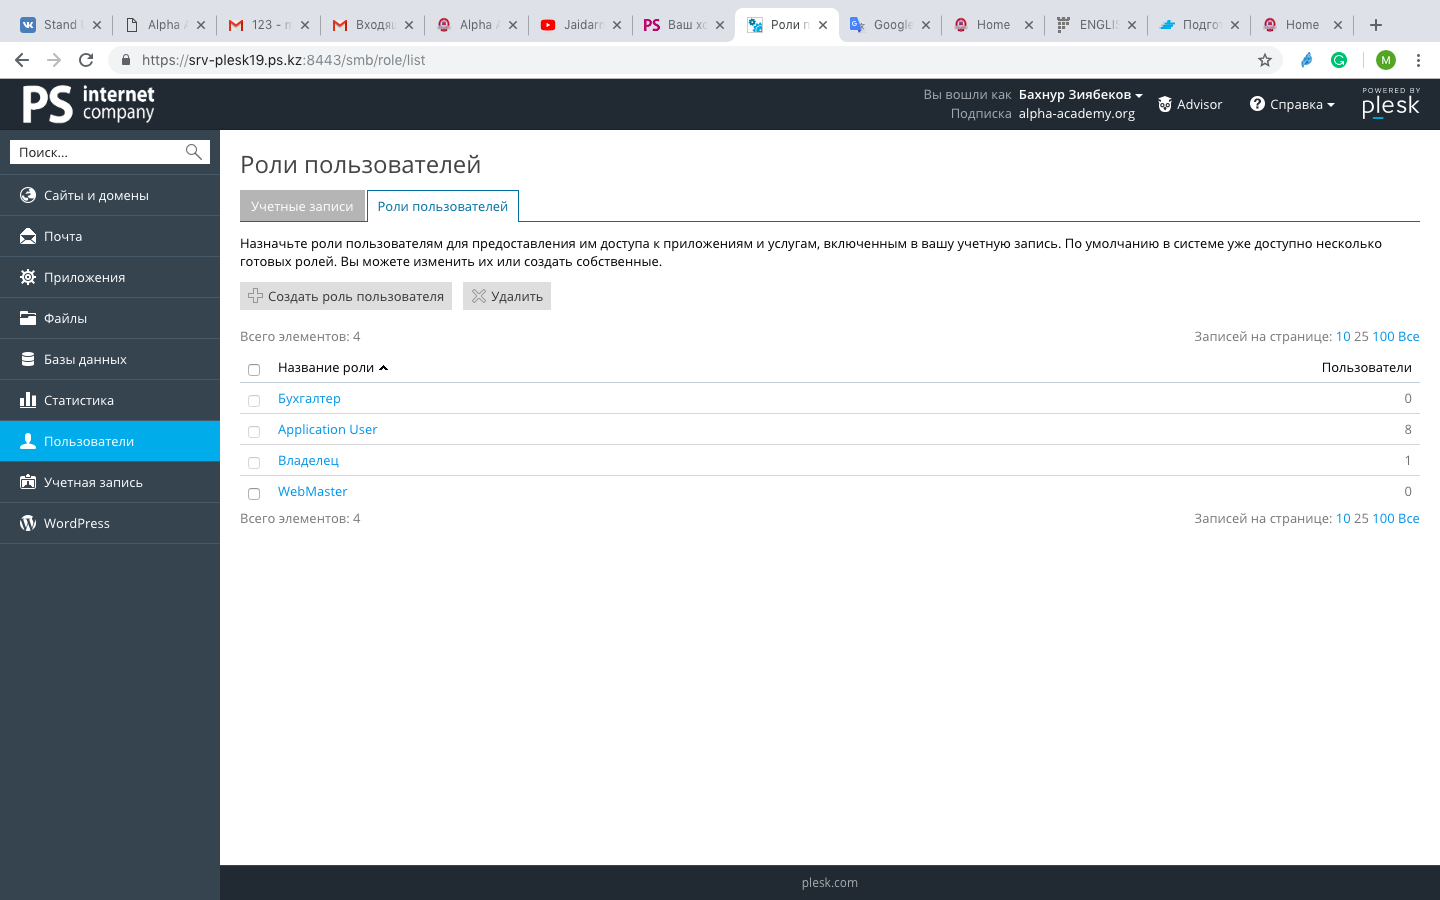 Stand
Alpha
123 - m
Входящ
Alpha
Jaidarm
Ваш хо
Роли п
Google
Home
ENGLIS
Подгот
Home
https://srv-plesk19.ps.kz:8443/smb/role/list
M
PS internet company
Вы вошли как Бахнур Зиябеков
Подписка alpha-academy.org
Advisor
Справка
POWERED BY
plesk
Поиск...
Сайты и домены
Почта
Приложения
Файлы
Базы данных
Статистика
Пользователи
Учетная запись
WordPress
Роли пользователей
Учетные записи
Роли пользователей
Назначьте роли пользователям для предоставления им доступа к приложениям и услугам, включенным в вашу учетную запись. По умолчанию в системе уже доступно несколько
готовых ролей. Вы можете изменить их или создать собственные.
Создать роль пользователя
Удалить
Всего элементов: 4
Записей на странице: 10 25 100 Все
Название роли
Пользователи
Бухгалтер 0
Application User 8
Владелец 1
WebMaster 0
Всего элементов: 4
Записей на странице: 10 25 100 Все
plesk.com